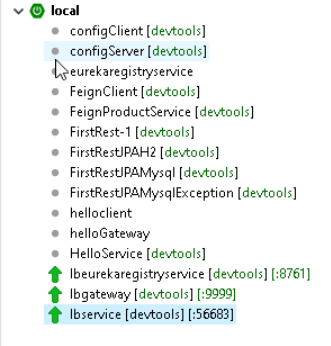 local
configClient [devtools]
configServer [devtools]
eurekaregistryservice
FeignClient [devtools]
FeignProductService [devtools]
FirstRest-1 [devtools]
FirstRestJPAH2 [devtools]
FirstRestJPAMysql [devtools]
FirstRestJPAMysqlException [devtools]
helloclient
helloGateway
HelloService [devtools]
lbeurekaregistryservice [devtools] [:8761]
lbgateway [devtools] [:9999]
lbservice [devtools] [:56683]